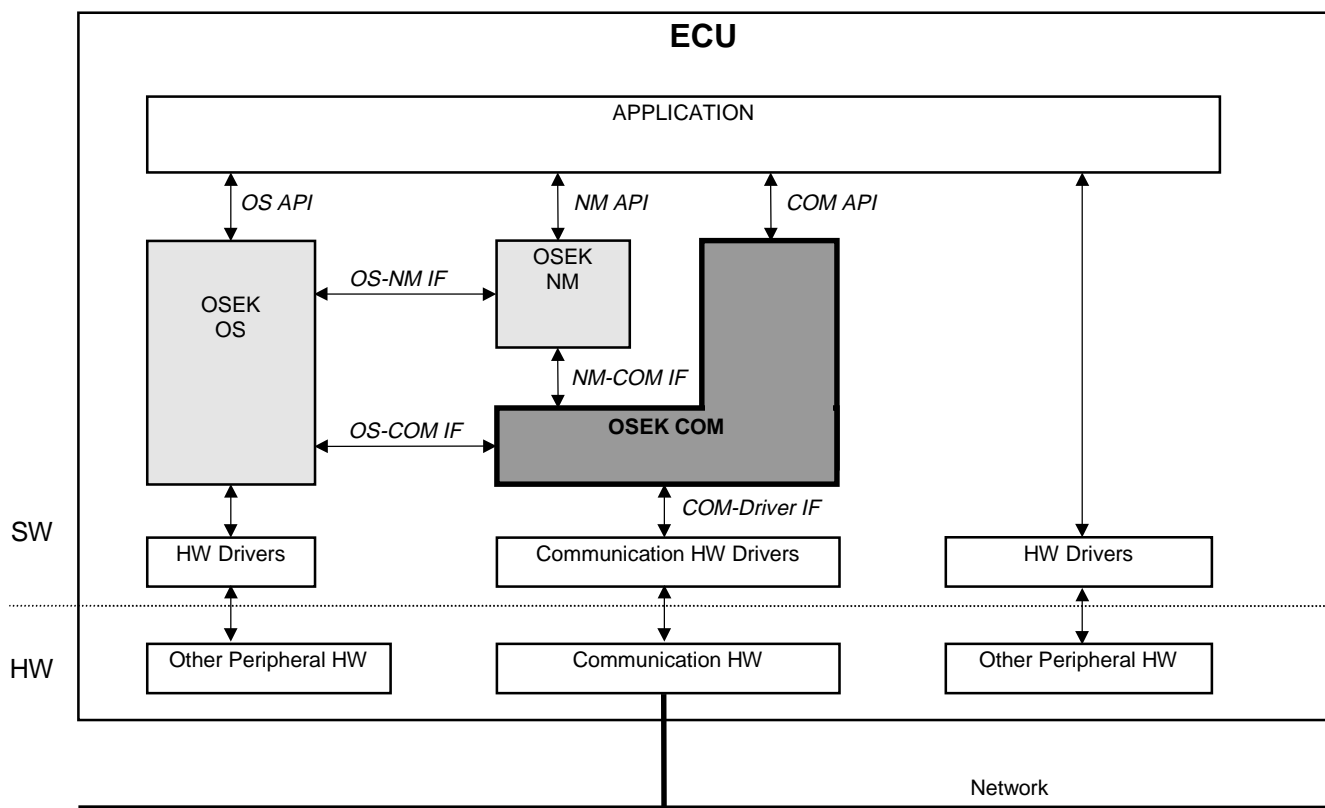 ECU
APPLICATION
OS API
NM API
COM API
OSEK
OS
OS-NM IF
OSEK
NM
NM-COM IF
OS-COM IF
OSEK COM
COM-Driver IF
SW
HW Drivers
Communication HW Drivers
HW Drivers
HW
Other Peripheral HW
Communication HW
Other Peripheral HW
Network